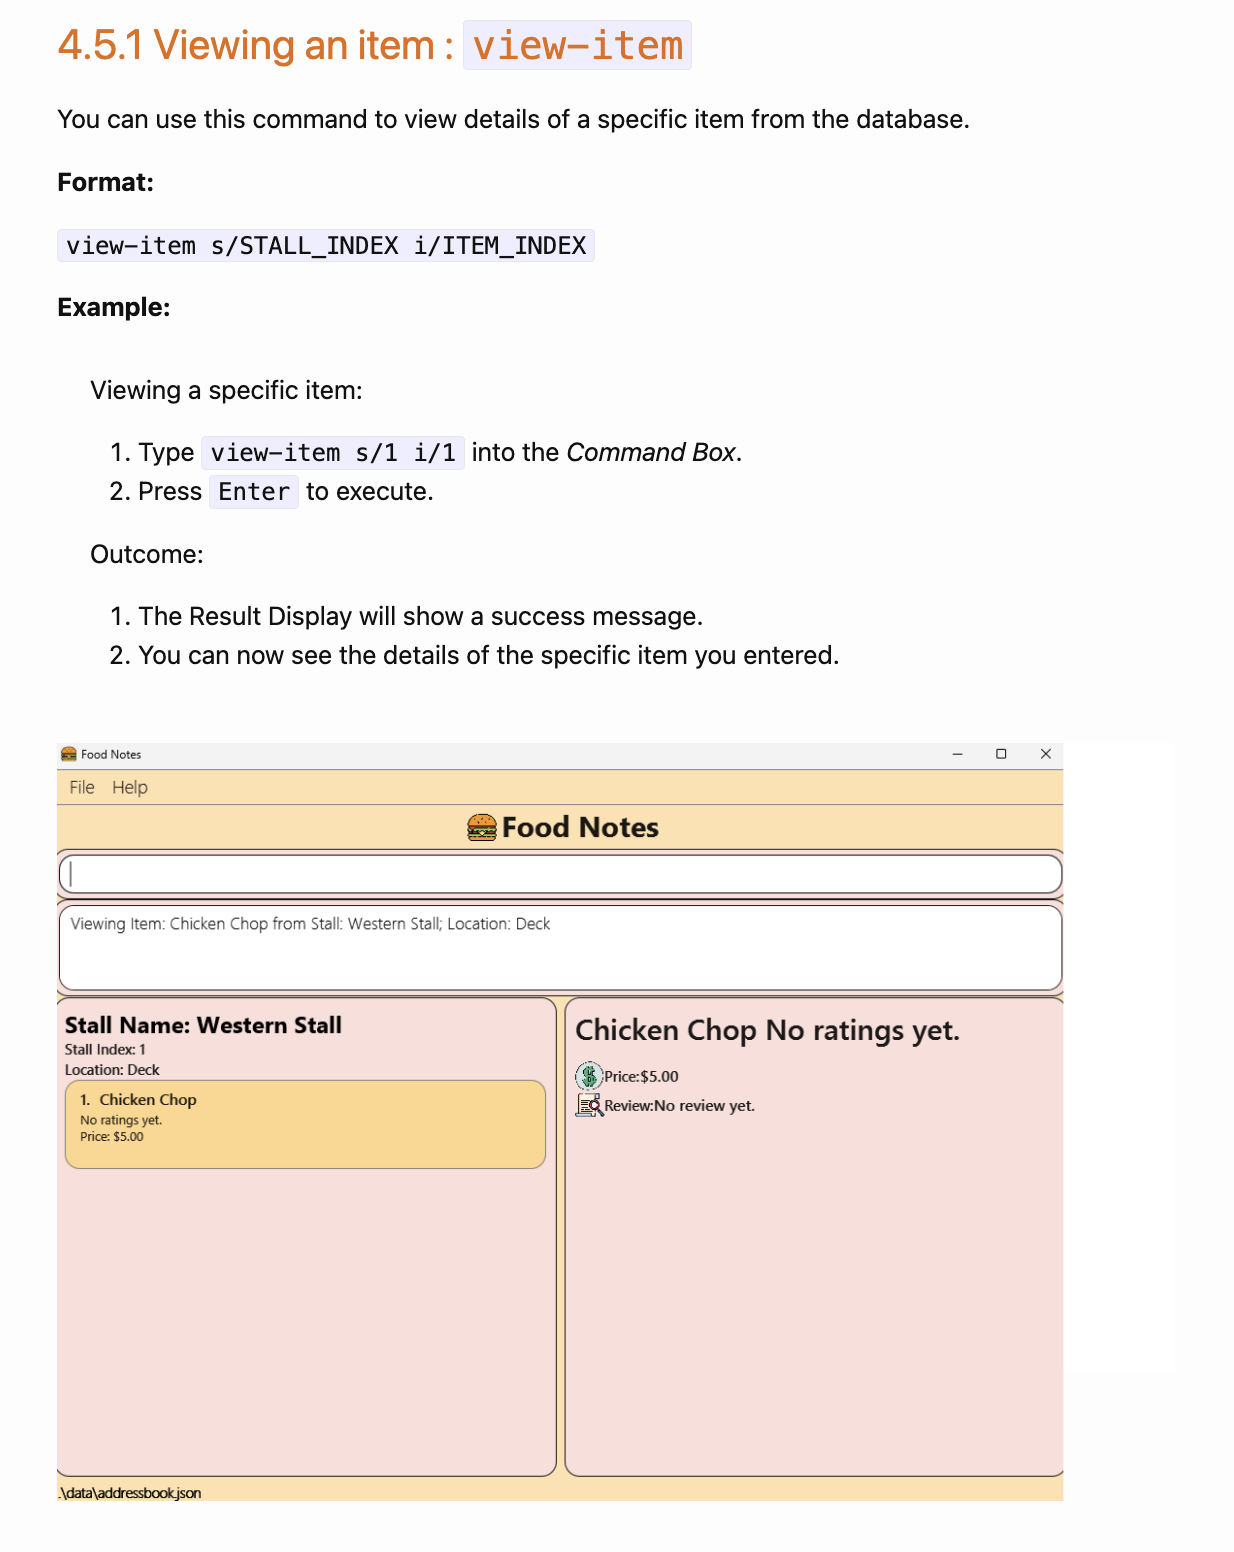 4.5.1 Viewing an item : view-item
You can use this command to view details of a specific item from the database.
Format:
view-item s/STALL_INDEX i/ITEM_INDEX
Example:
Viewing a specific item:
1. Type view-item s/1 i/1 into the Command Box.
2. Press Enter to execute.
Outcome:
1. The Result Display will show a success message.
2. You can now see the details of the specific item you entered.
Food Notes
File Help
Food Notes
Viewing Item: Chicken Chop from Stall: Western Stall; Location: Deck
Stall Name: Western Stall
Stall Index: 1
Location: Deck
1. Chicken Chop
No ratings yet.
Price: $5.00
Chicken Chop No ratings yet.
Price:$5.00
Review:No review yet.
.\data\addressbook.json